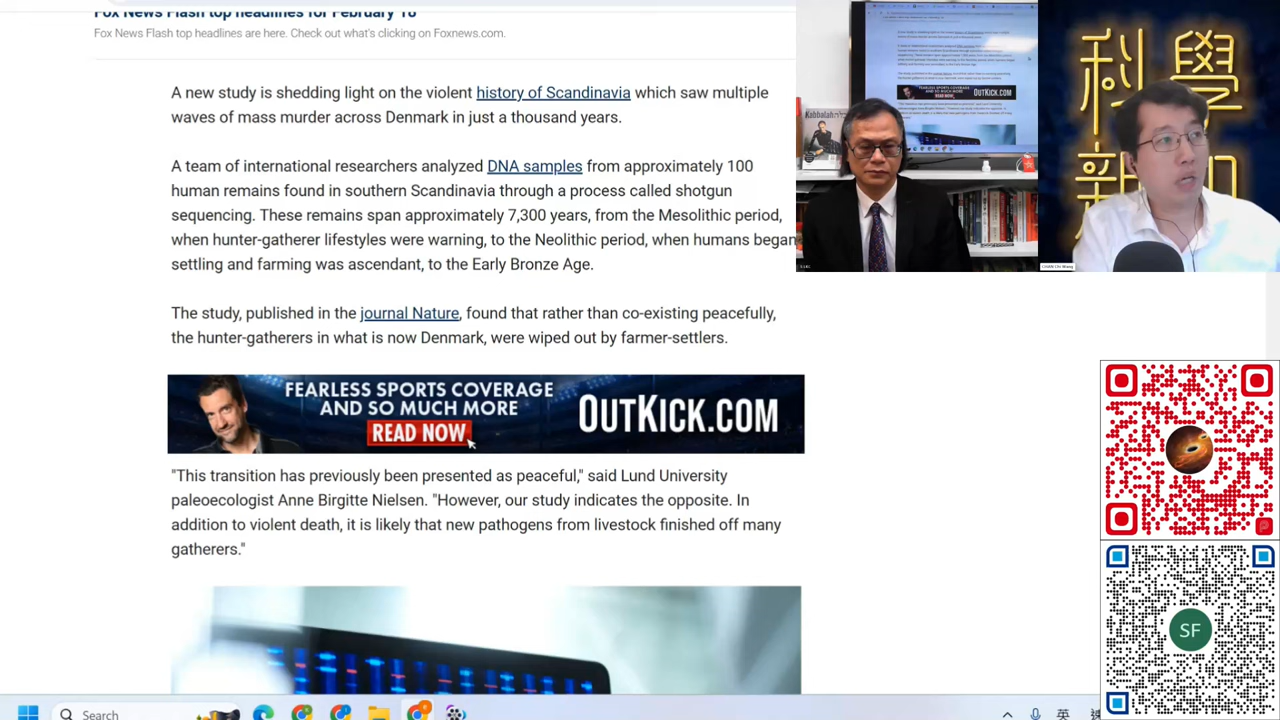 Fox News Flash top headlines for February 16
Fox News Flash top headlines are here. Check out what's clicking on Foxnews.com.
A new study is shedding light on the violent history of Scandinavia which saw multiple
waves of mass murder cross Denmark in just a thousand years.
A team of international researchers analyzed DNA samples from approximately 100
human remains found in southern Scandinavia through a process called shotgun
sequencing. These remains span approximately 7,300 years, from the Mesolithic period,
when hunter-gatherer lifestyles were warning, to the Neolithic period, when humans began
settling and farming was ascendant, to the Early Bronze Age.
The study, published in the journal Nature, found that rather than co-existing peacefully,
the hunter-gatherers in what is now Denmark, were wiped out by farmer-settlers.
FEARLESS SPORTS COVERAGE
AND SO MUCH MORE
READ NOW
OUTKICK.COM
"This transition has previously been presented as peaceful," said Lund University
paleoecologist Anne Birgitte Nielsen. "However, our study indicates the opposite. In
addition to violent death, it is likely that new pathogens from livestock finished off many
gatherers."
Kabbalah
OUTKICK.COM
科學
新知
CHAN Chi Wang
SF
Search
英